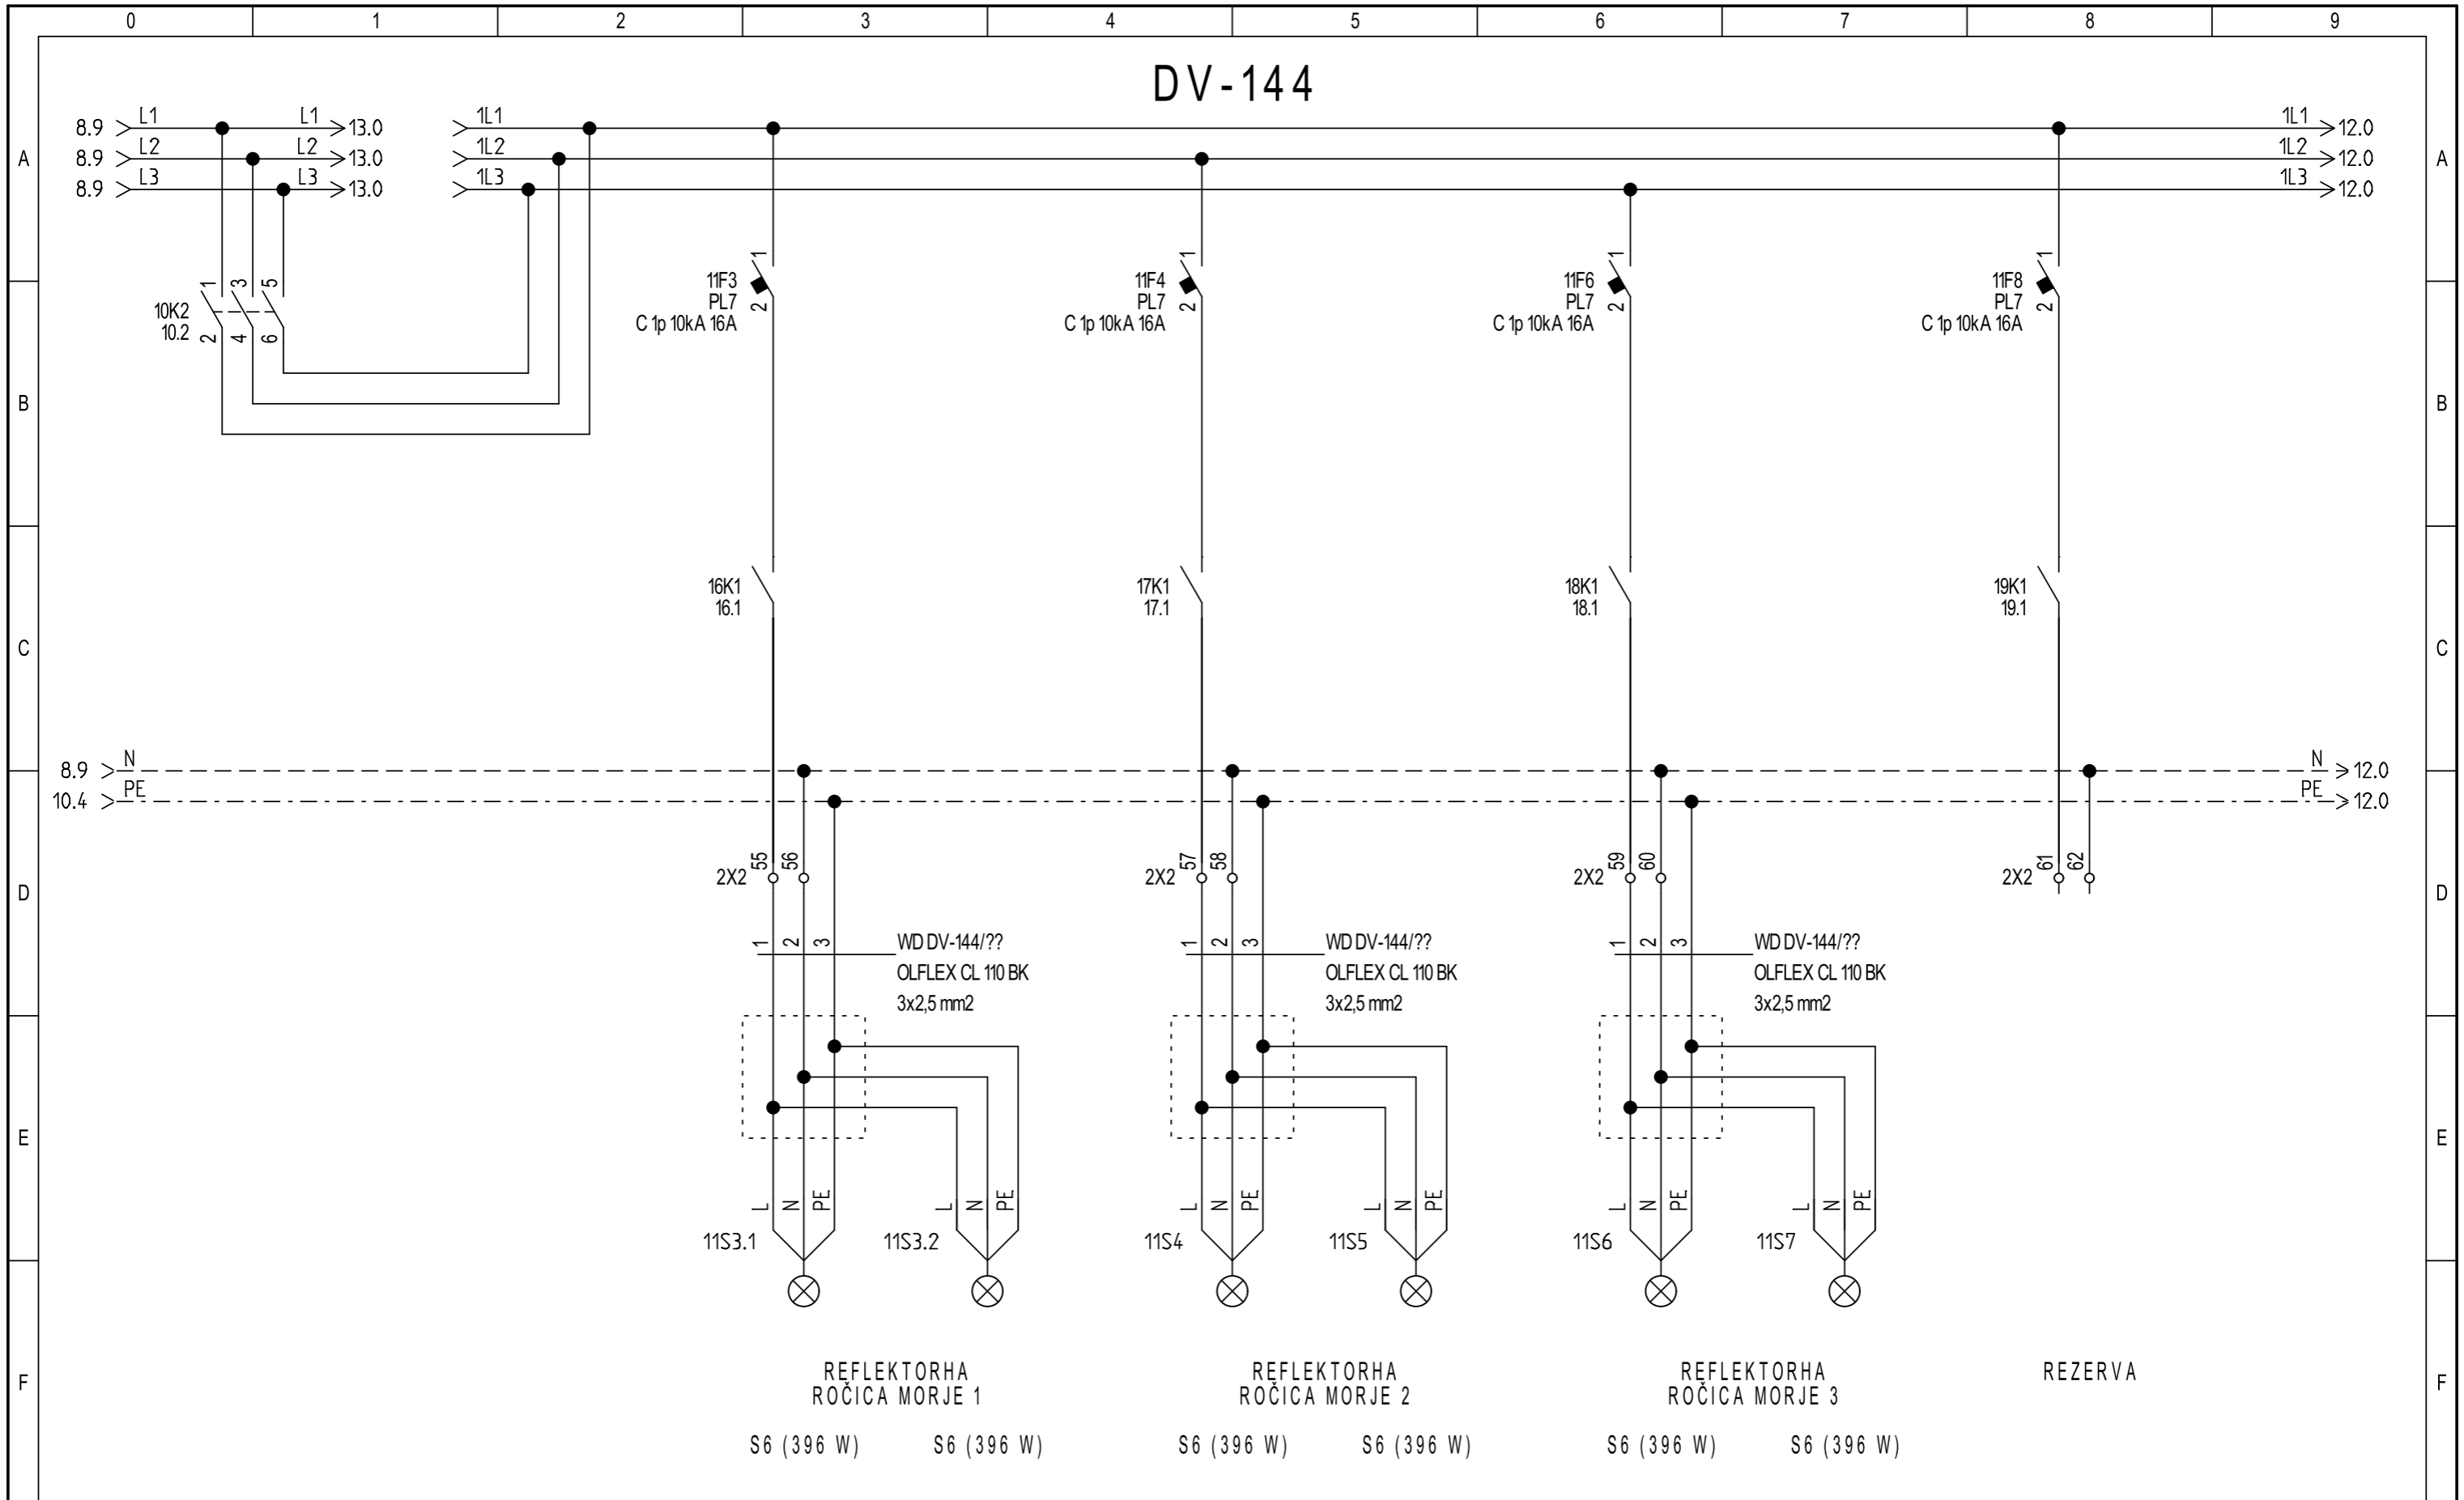 0 1 2 3 4 5 6 7 8 9
DV-144
8.9 L1 L1 13.0 1L1 1L1 12.0
8.9 L2 L2 13.0 1L2 1L2 12.0
8.9 L3 L3 13.0 1L3 1L3 12.0
A A
1 1 1 1
11F3 11F4 11F6 11F8
PL7 PL7 PL7 PL7
C 1p 10kA 16A C 1p 10kA 16A C 1p 10kA 16A C 1p 10kA 16A
2 2 2 2
1 3 5
10K2
10.2
2 4 6
B B
16K1 17K1 18K1 19K1
16.1 17.1 18.1 19.1
C C
8.9 N N 12.0
10.4 PE PE 12.0
55 56 57 58 59 60 61 62
2X2 2X2 2X2 2X2
D D
1 2 3 1 2 3 1 2 3
WD DV-144/?? WD DV-144/?? WD DV-144/??
OLFLEX CL 110 BK OLFLEX CL 110 BK OLFLEX CL 110 BK
3x2,5 mm2 3x2,5 mm2 3x2,5 mm2
E E
L N PE L N PE L N PE L N PE L N PE L N PE
11S3.1 11S3.2 11S4 11S5 11S6 11S7
REFLEKTORHA REFLEKTORHA REFLEKTORHA REZERVA
F F
ROČICA MORJE 1 ROČICA MORJE 2 ROČICA MORJE 3
S6 (396 W) S6 (396 W) S6 (396 W) S6 (396 W) S6 (396 W) S6 (396 W)